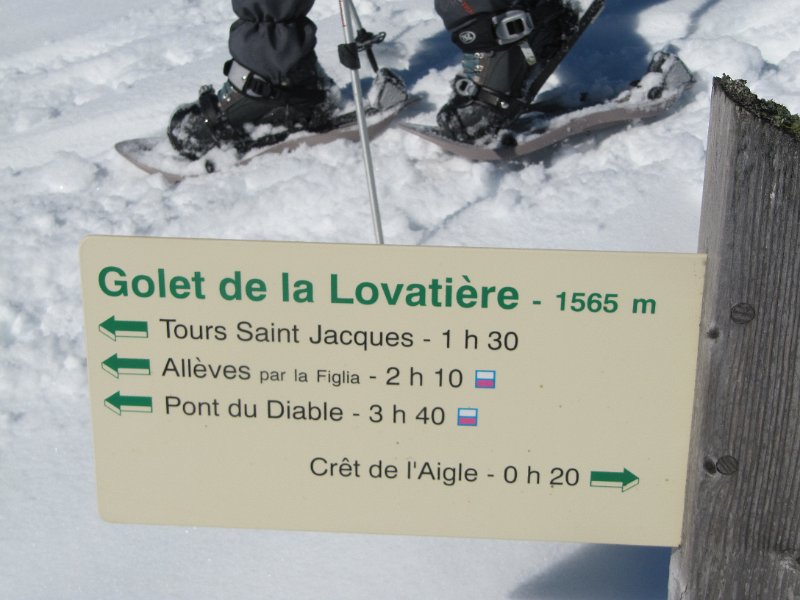 Golet de la Lovatière - 1565 m
Tours Saint Jacques - 1 h 30
Allèves par la Figlia - 2 h 10
Pont du Diable - 3 h 40
Crêt de l'Aigle - 0 h 20